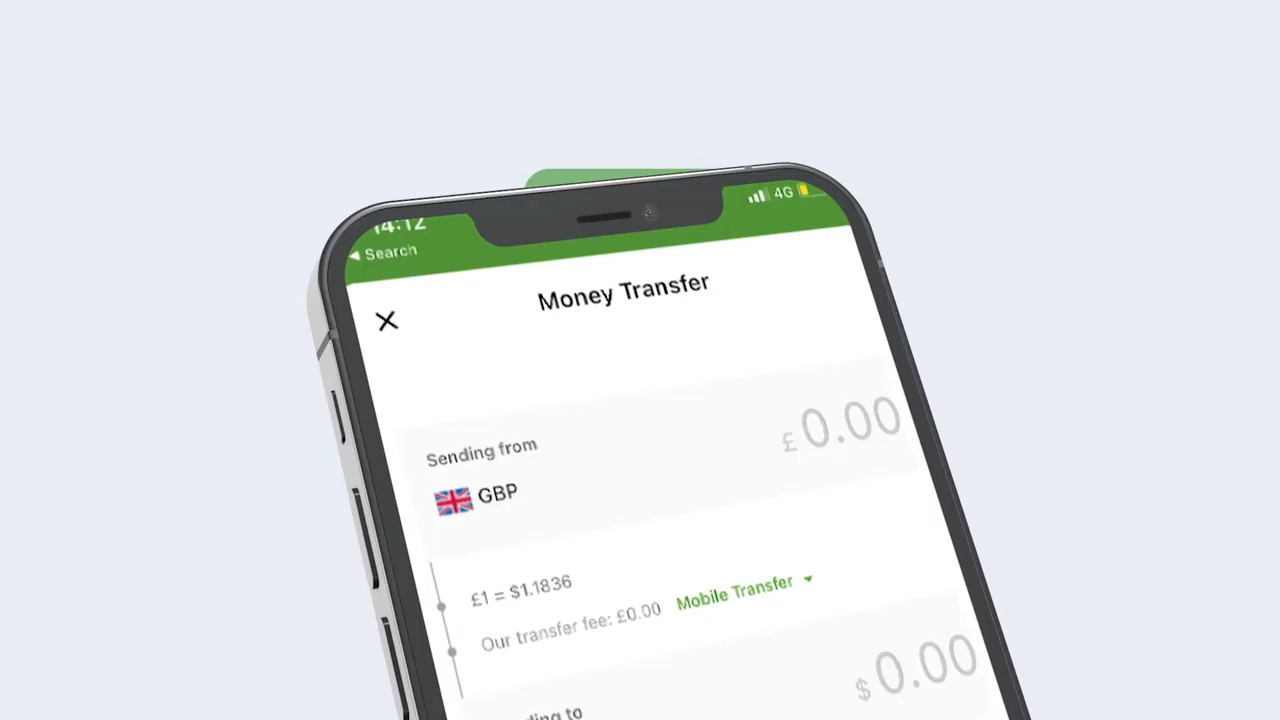 14:12
4G
◀ Search
Money Transfer
Sending from
£ 0.00
GBP
£1 = $1.1836
Our transfer fee: £0.00 Mobile Transfer
$ 0.00
to